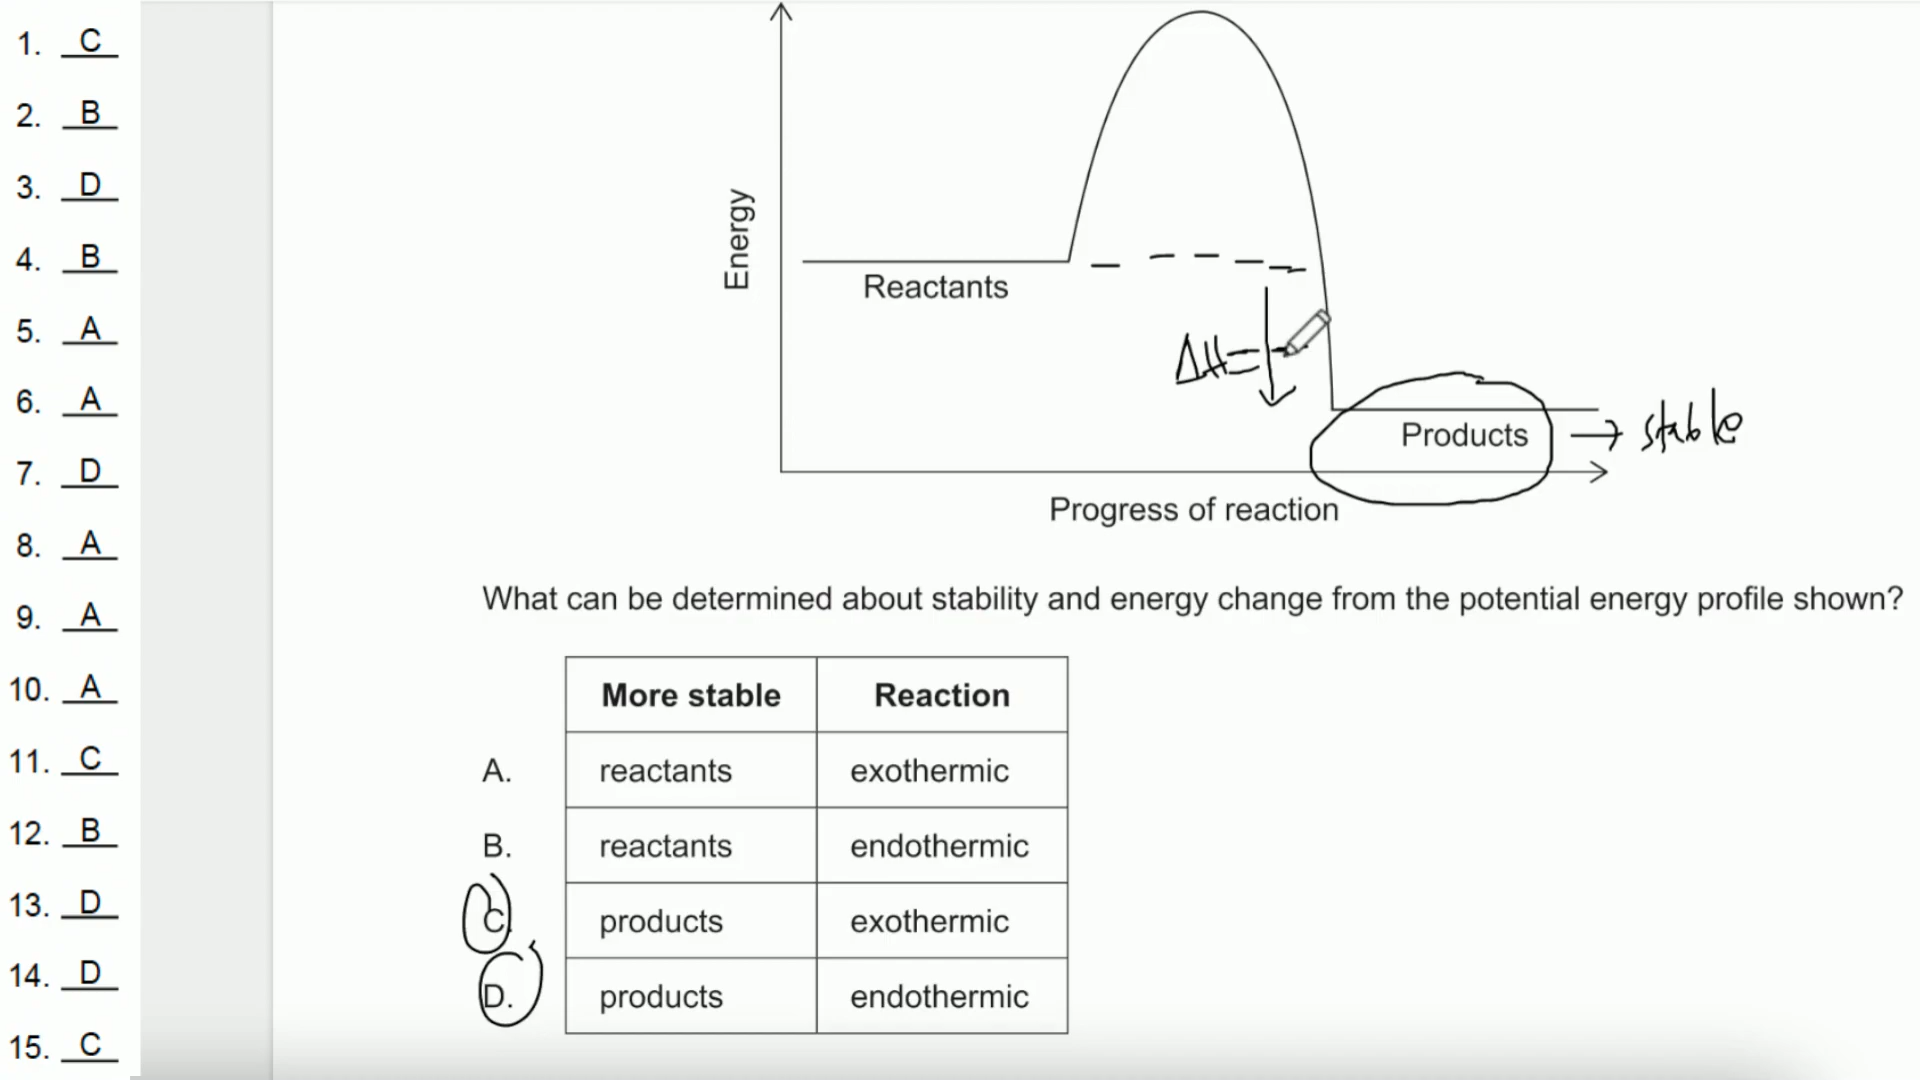 1. C
2. B
3. D
4. B
5. A
6. A
7. D
8. A
9. A
10. A
11. C
12. B
13. D
14. D
15. C
Energy
Reactants
ΔH = -
Products → stable
Progress of reaction
What can be determined about stability and energy change from the potential energy profile shown?
More stable Reaction
A. reactants exothermic
B. reactants endothermic
C. products exothermic
D. products endothermic